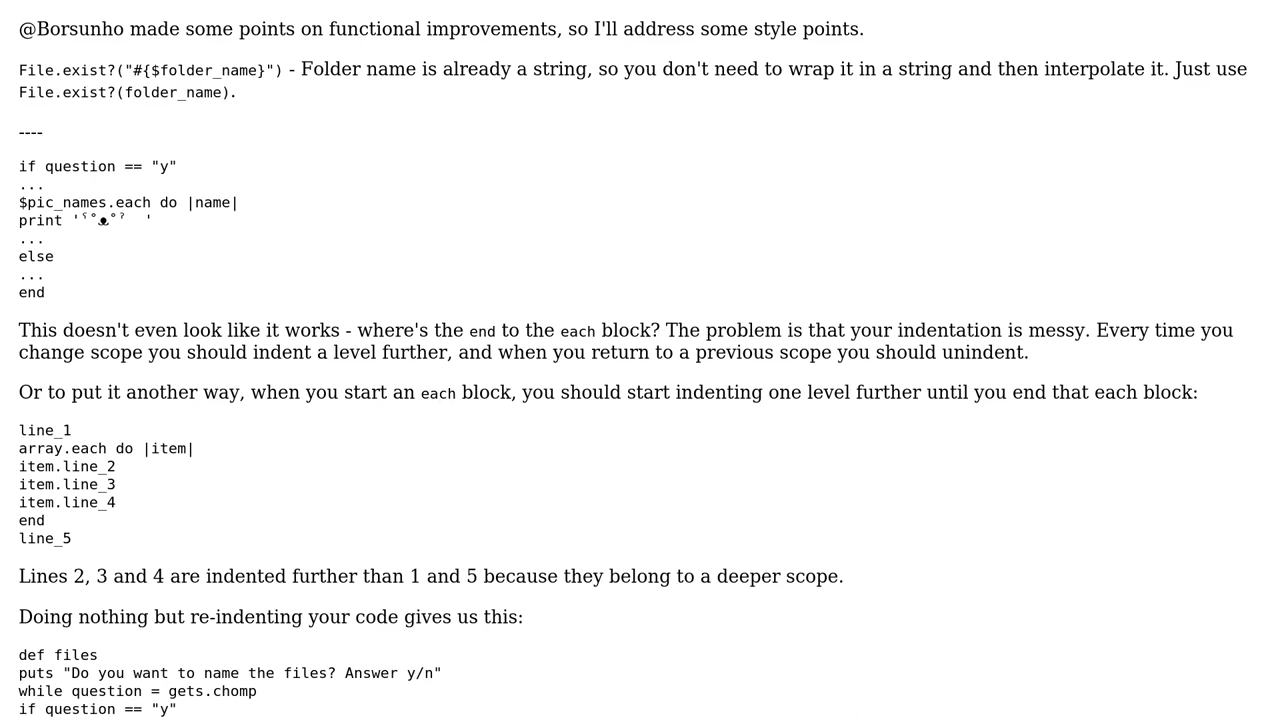 @Borsunho made some points on functional improvements, so I'll address some style points.
File.exist?("#{$folder_name}") - Folder name is already a string, so you don't need to wrap it in a string and then interpolate it. Just use
File.exist?(folder_name).
----
if question == "y"
...
$pic_names.each do |name|
print 'ˁ˚ᴥ˚ˀ  '
...
else
...
end
This doesn't even look like it works - where's the end to the each block? The problem is that your indentation is messy. Every time you
change scope you should indent a level further, and when you return to a previous scope you should unindent.
Or to put it another way, when you start an each block, you should start indenting one level further until you end that each block:
line_1
array.each do |item|
item.line_2
item.line_3
item.line_4
end
line_5
Lines 2, 3 and 4 are indented further than 1 and 5 because they belong to a deeper scope.
Doing nothing but re-indenting your code gives us this:
def files
puts "Do you want to name the files? Answer y/n"
while question = gets.chomp
if question == "y"